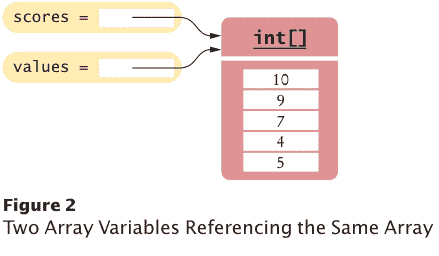 scores =
values =
int[]
10
9
7
4
5
Figure 2
Two Array Variables Referencing the Same Array